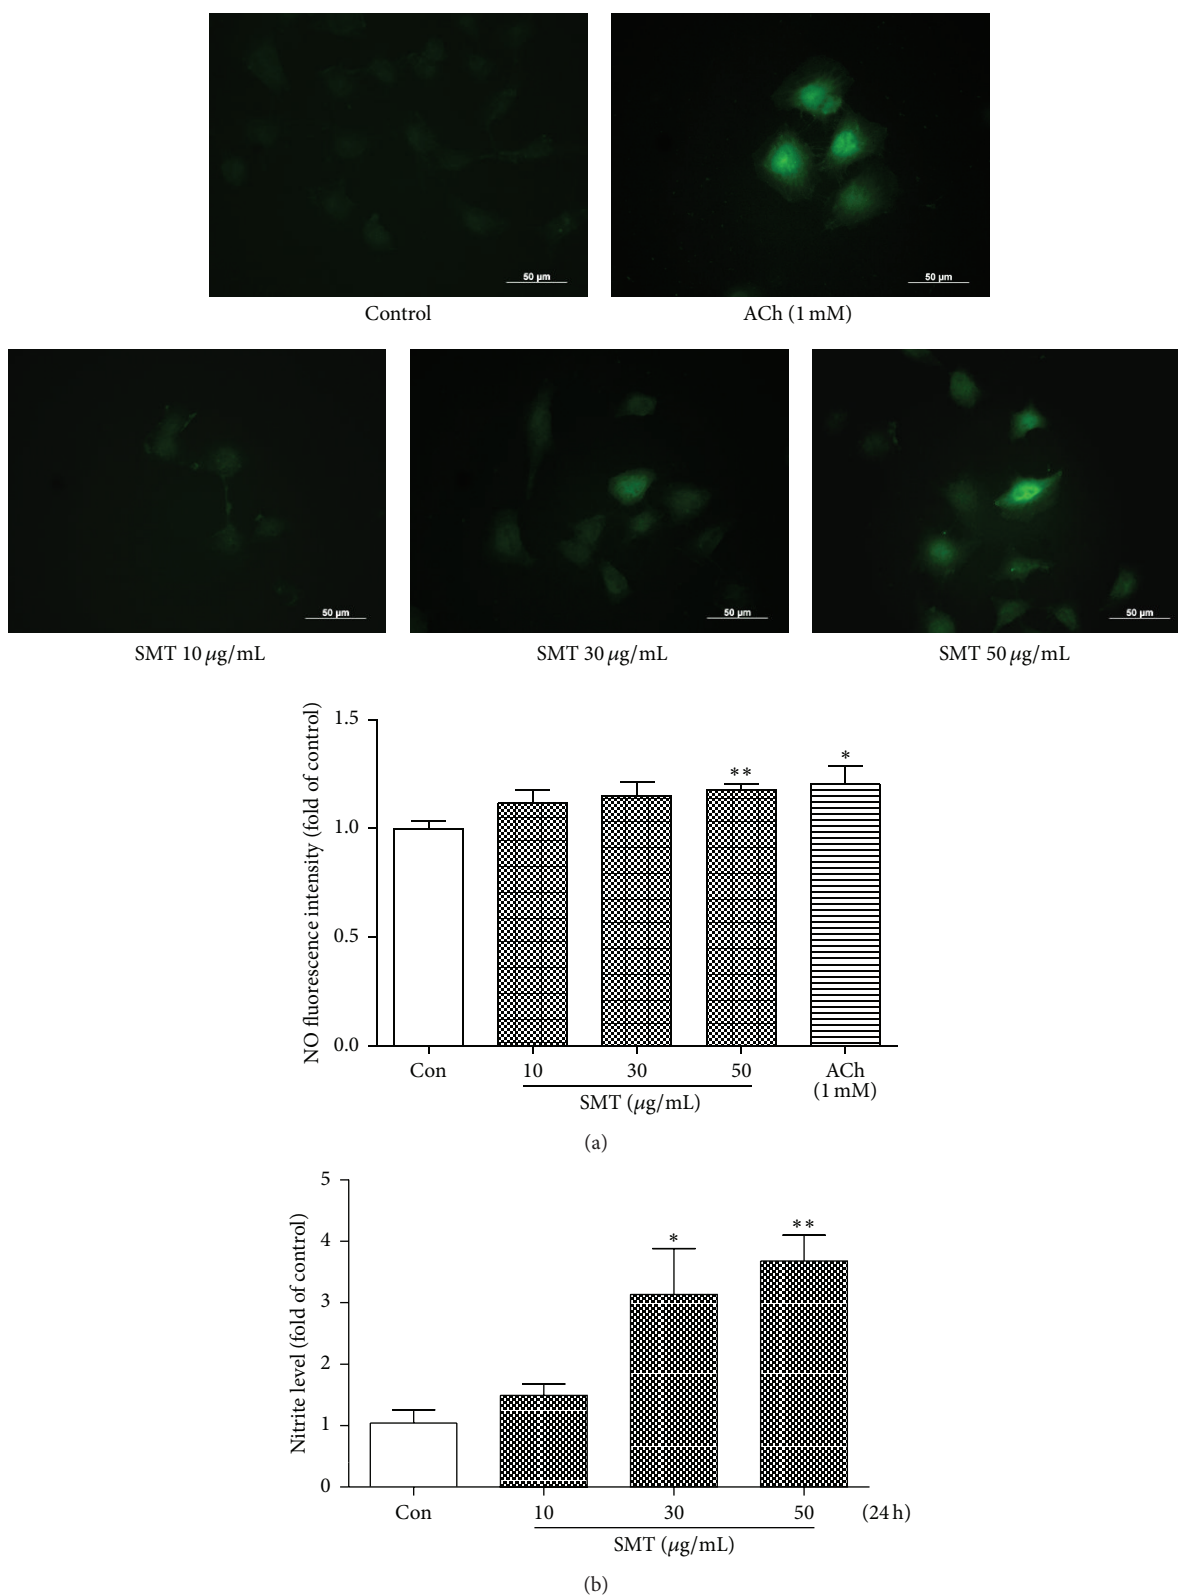 50 μm
50 μm
Control
ACh (1 mM)
50 μm
50 μm
50 μm
SMT 10 μg/mL
SMT 30 μg/mL
SMT 50 μg/mL
NO fluorescence intensity (fold of control)
1.5
1.0
0.5
0.0
**
*
Con
10
30
50
ACh
(1 mM)
SMT (μg/mL)
(a)
Nitrite level (fold of control)
5
4
3
2
1
0
*
**
Con
10
30
50
(24 h)
SMT (μg/mL)
(b)